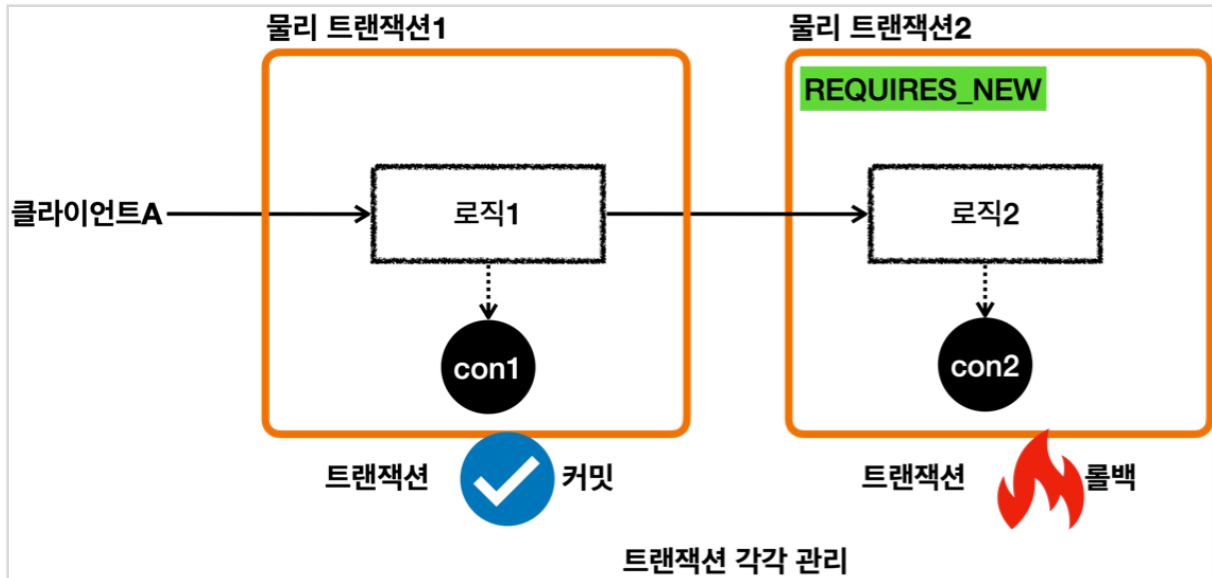 물리 트랜잭션1
물리 트랜잭션2
REQUIRES_NEW
클라이언트A
로직1
로직2
con1
con2
트랜잭션 커밋
트랜잭션 롤백
트랜잭션 각각 관리